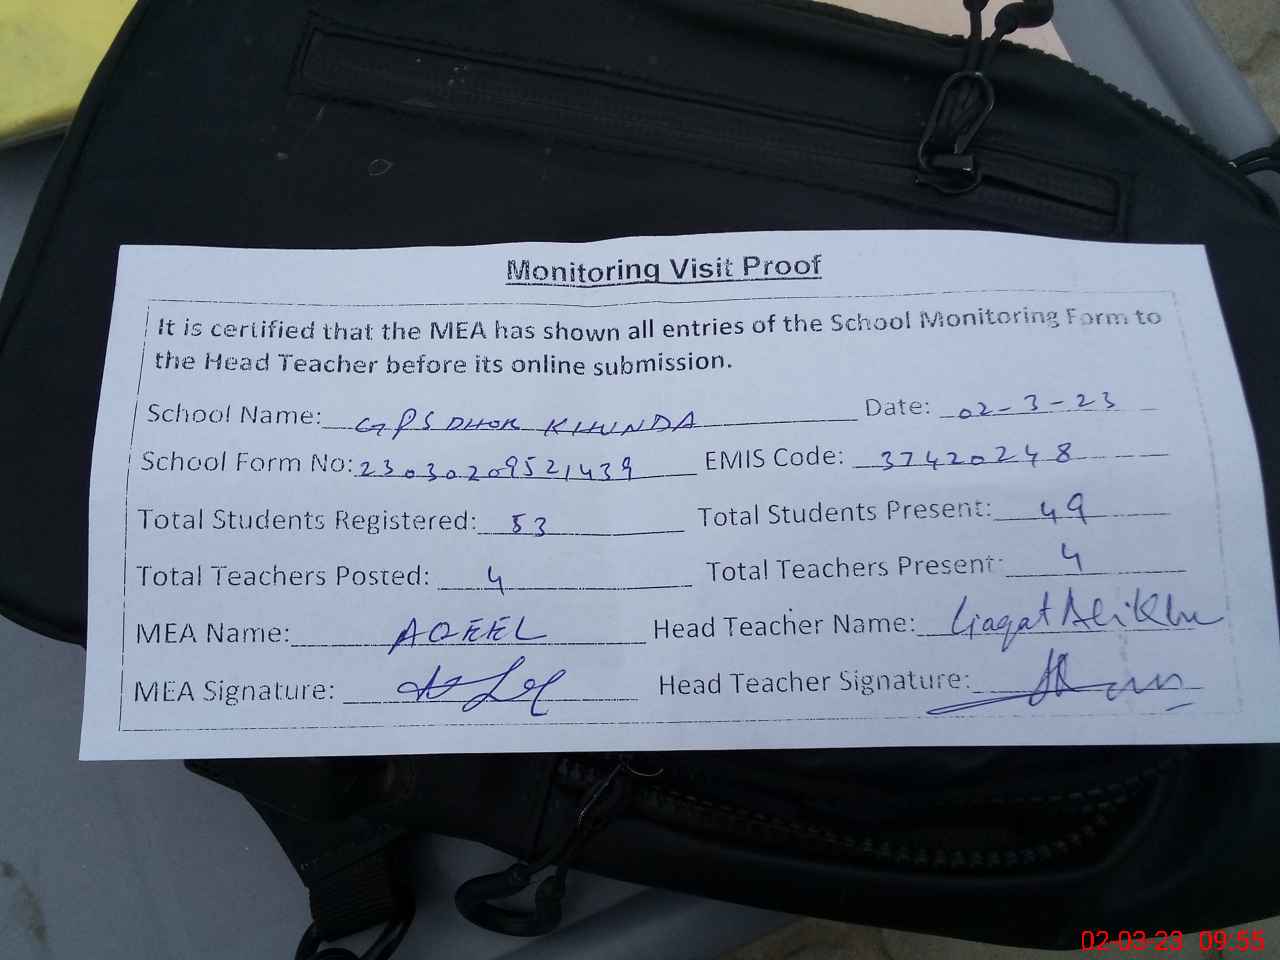 Monitoring Visit Proof
It is certified that the MEA has shown all entries of the School Monitoring Form to
the Head Teacher before its online submission.
School Name: GPS DHOK KHUNDA Date: 02-3-23
School Form No: 23030209521439 EMIS Code: 37420248
Total Students Registered: 53 Total Students Present: 49
Total Teachers Posted: 4 Total Teachers Present: 4
MEA Name: AQEEL Head Teacher Name: Liaqat Ali Khn
MEA Signature: Head Teacher Signature:
02-03-23 09:55